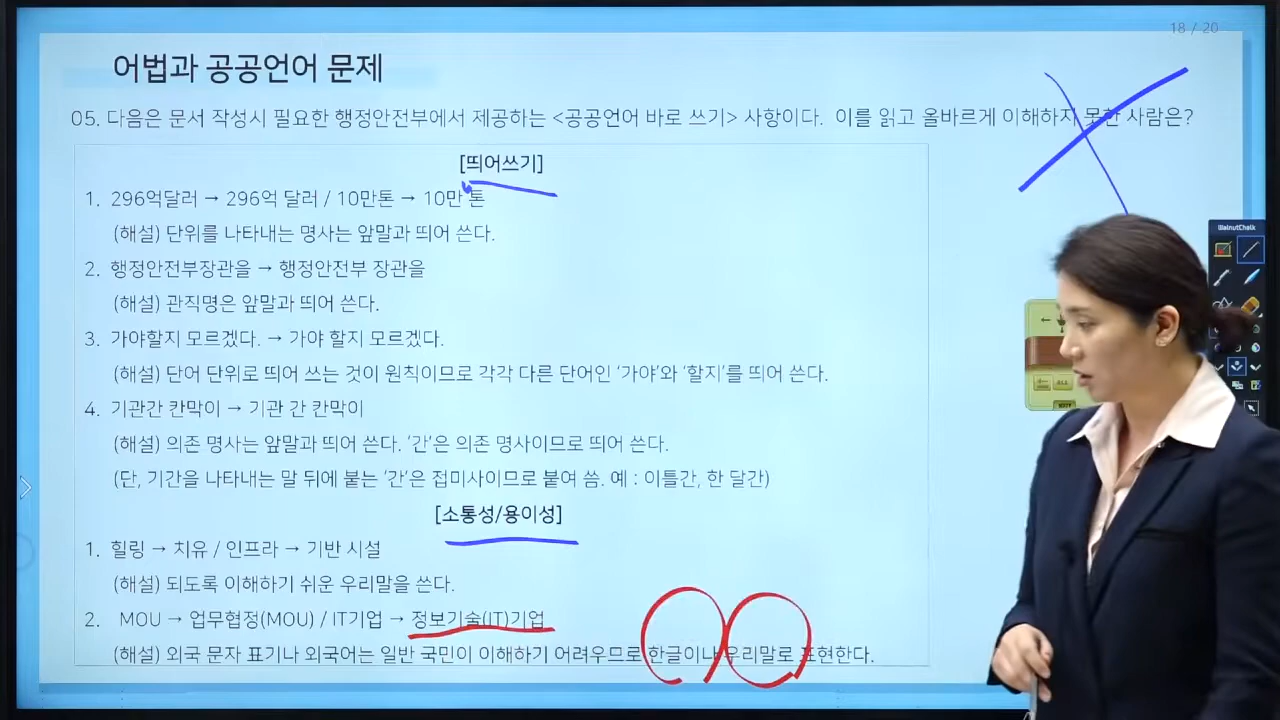 18 / 20
어법과 공공언어 문제
05. 다음은 문서 작성시 필요한 행정안전부에서 제공하는 <공공언어 바로 쓰기> 사항이다. 이를 읽고 올바르게 이해하지 못한 사람은?
[띄어쓰기]
1. 296억달러 → 296억 달러 / 10만톤 → 10만 톤
(해설) 단위를 나타내는 명사는 앞말과 띄어 쓴다.
2. 행정안전부장관을 → 행정안전부 장관을
(해설) 관직명은 앞말과 띄어 쓴다.
3. 가야할지 모르겠다. → 가야 할지 모르겠다.
(해설) 단어 단위로 띄어 쓰는 것이 원칙이므로 각각 다른 단어인 ‘가야’와 ‘할지’를 띄어 쓴다.
4. 기관간 칸막이 → 기관 간 칸막이
(해설) 의존 명사는 앞말과 띄어 쓴다. ‘간’은 의존 명사이므로 띄어 쓴다.
(단, 기간을 나타내는 말 뒤에 붙는 ‘간’은 접미사이므로 붙여 씀. 예 : 이틀간, 한 달간)
[소통성/용이성]
1. 힐링 → 치유 / 인프라 → 기반 시설
(해설) 되도록 이해하기 쉬운 우리말을 쓴다.
2. MOU → 업무협정(MOU) / IT기업 → 정보기술(IT)기업
(해설) 외국 문자 표기나 외국어는 일반 국민이 이해하기 어려우므로 한글이나 우리말로 표현한다.
WalnutChalk